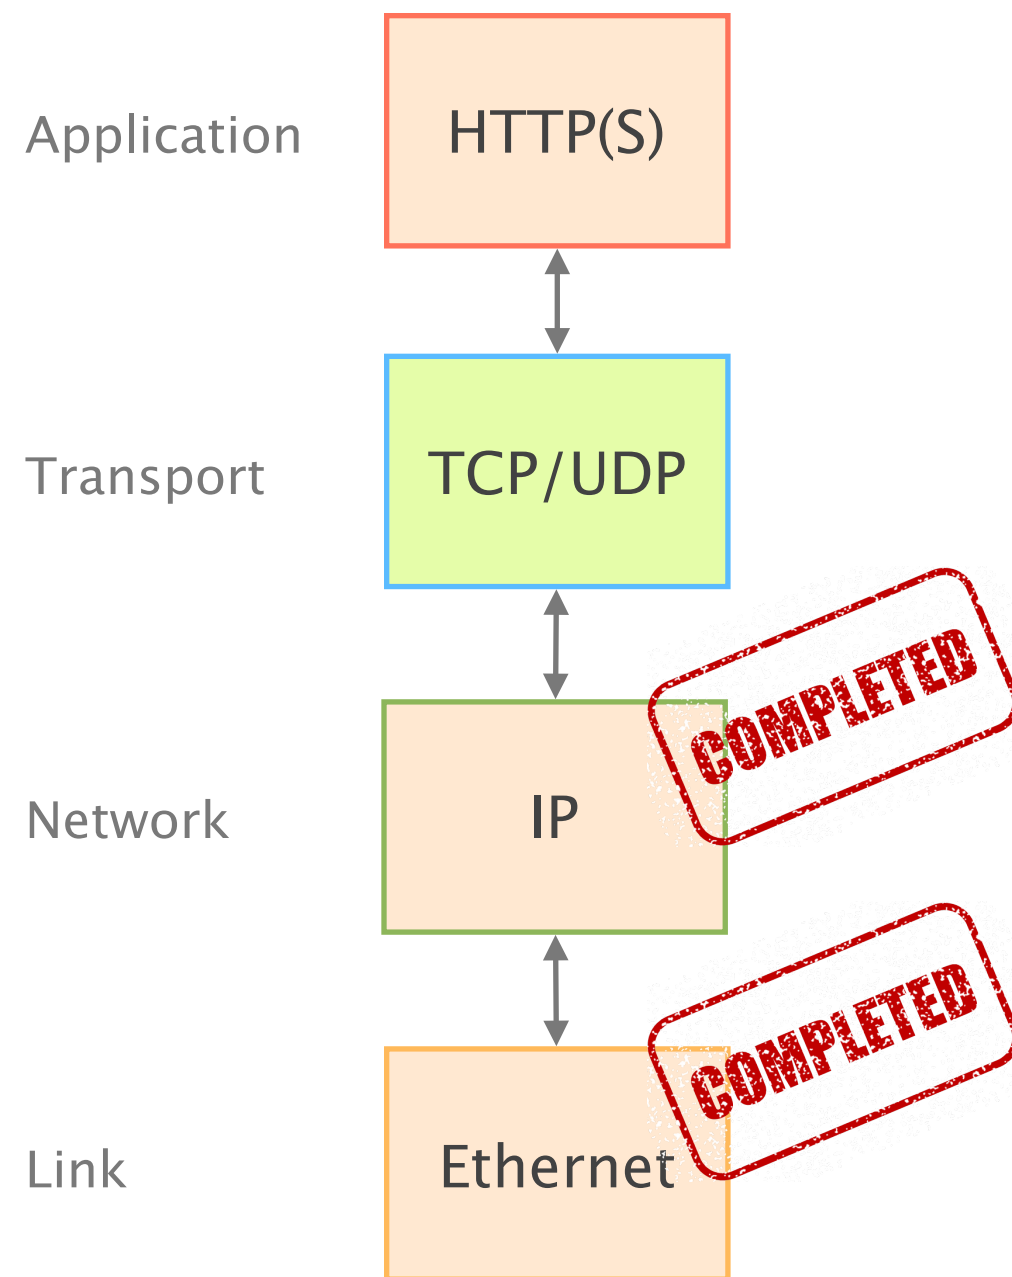 Application
HTTP(S)
Transport
TCP/UDP
COMPLETED
Network
IP
COMPLETED
Link
Ethernet